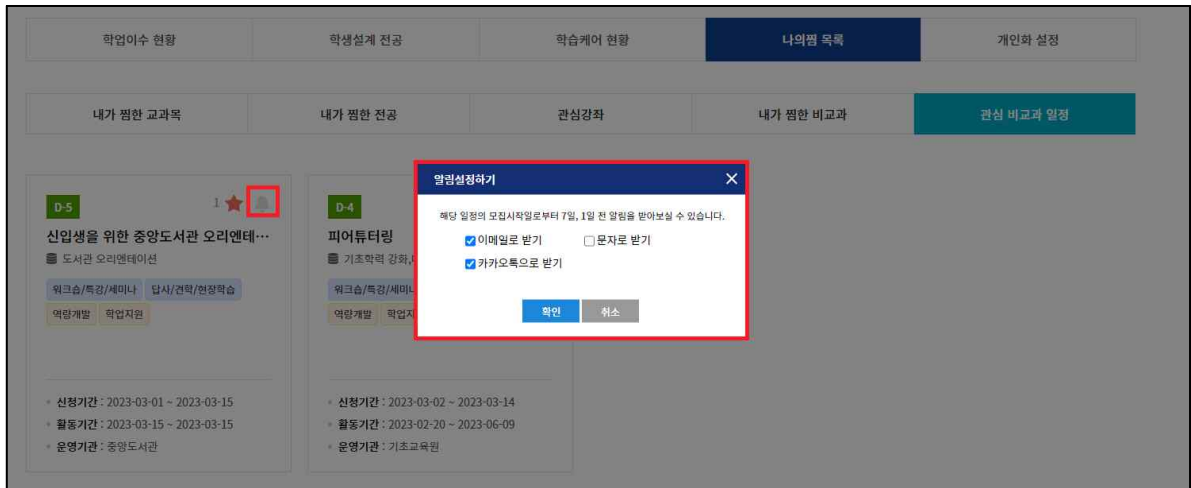 학업이수 현황
학생설계 전공
학습케어 현황
나의찜 목록
개인화 설정
내가 찜한 교과목
내가 찜한 전공
관심강좌
내가 찜한 비교과
관심 비교과 일정
D-5
1
신입생을 위한 중앙도서관 오리엔테…
도서관 오리엔테이션
워크숍/특강/세미나 답사/견학/현장학습
역량개발 학업지원
신청기간 : 2023-03-01 ~ 2023-03-15
활동기간 : 2023-03-15 ~ 2023-03-15
운영기관 : 중앙도서관
D-4
피어튜터링
기초학력 강화,
워크숍/특강/세미나
역량개발 학업지
신청기간 : 2023-03-02 ~ 2023-03-14
활동기간 : 2023-02-20 ~ 2023-06-09
운영기관 : 기초교육원
알림설정하기
해당 일정의 모집시작일로부터 7일, 1일 전 알림을 받아보실 수 있습니다.
이메일로 받기 문자로 받기
카카오톡으로 받기
확인 취소